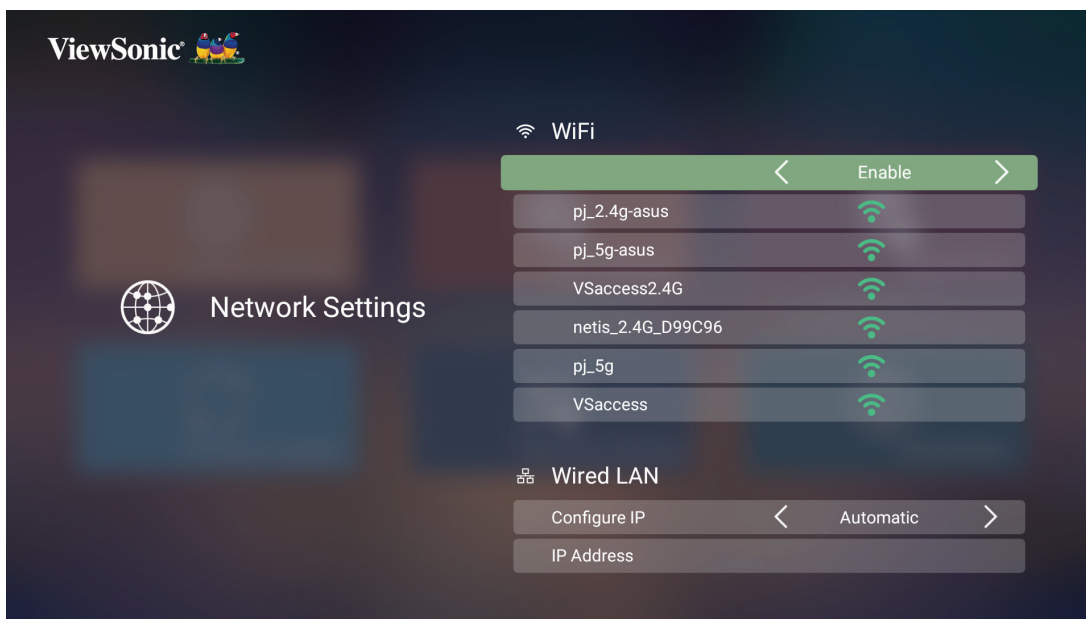 ViewSonic®
WiFi
Enable
pj_2.4g-asus
pj_5g-asus
VSaccess2.4G
Network Settings
netis_2.4G_D99C96
pj_5g
VSaccess
Wired LAN
Configure IP Automatic
IP Address